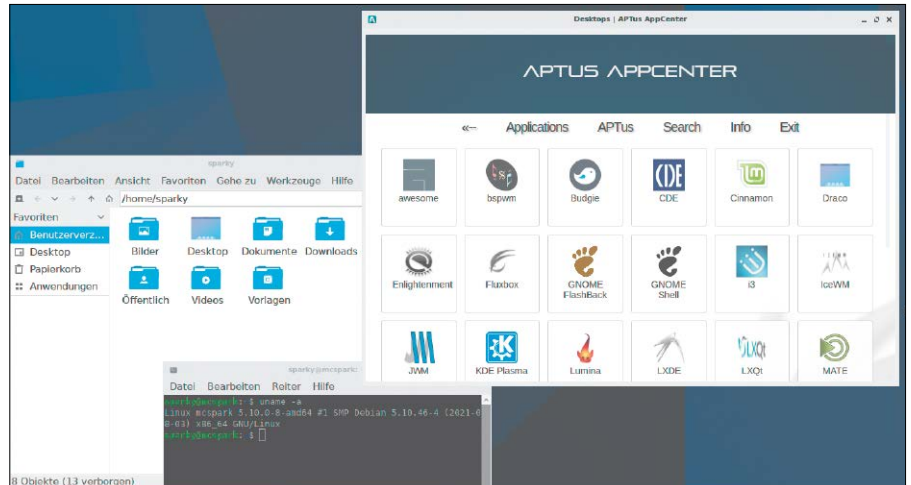 Desktops | APTus AppCenter
APTUS APPCENTER
«-- Applications APTus Search Info Exit
awesome bspwm Budgie CDE Cinnamon Draco
Enlightenment Fluxbox GNOME FlashBack GNOME Shell i3 IceWM
JWM KDE Plasma Lumina LXDE LXQt MATE
sparky
Datei Bearbeiten Ansicht Favoriten Gehe zu Werkzeuge Hilfe
/home/sparky
Favoriten
Benutzerverz...
Desktop
Papierkorb
Anwendungen
Bilder Desktop Dokumente Downloads
Öffentlich Videos Vorlagen
8 Objekte (13 verborgen)
sparky@mcspark:
Datei Bearbeiten Reiter Hilfe
sparky@mcspark: $ uname -a
Linux mcspark 5.10.0-8-amd64 #1 SMP Debian 5.10.46-4 (2021-0
8-03) x86_64 GNU/Linux
sparky@mcspark: $